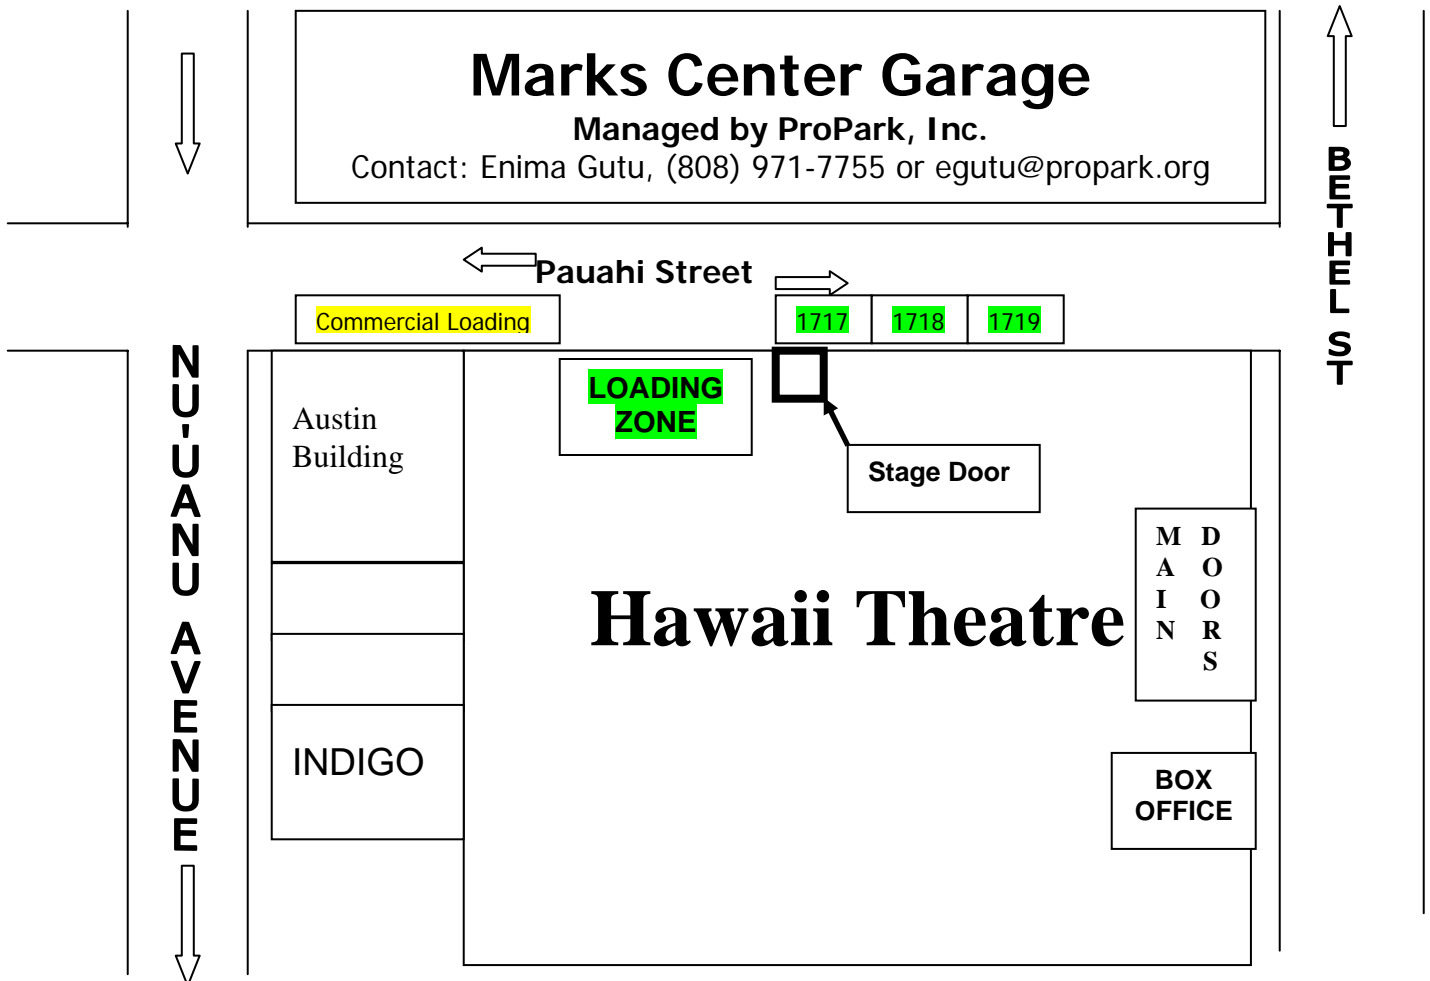 Marks Center Garage
Managed by ProPark, Inc.
Contact: Enima Gutu, (808) 971-7755 or egutu@propark.org
BETHEL ST
Pauahi Street
Commercial Loading
1717
1718
1719
NU'UANU AVENUE
Austin
Building
LOADING
ZONE
Stage Door
MAIN
DOORS
Hawaii Theatre
INDIGO
BOX
OFFICE